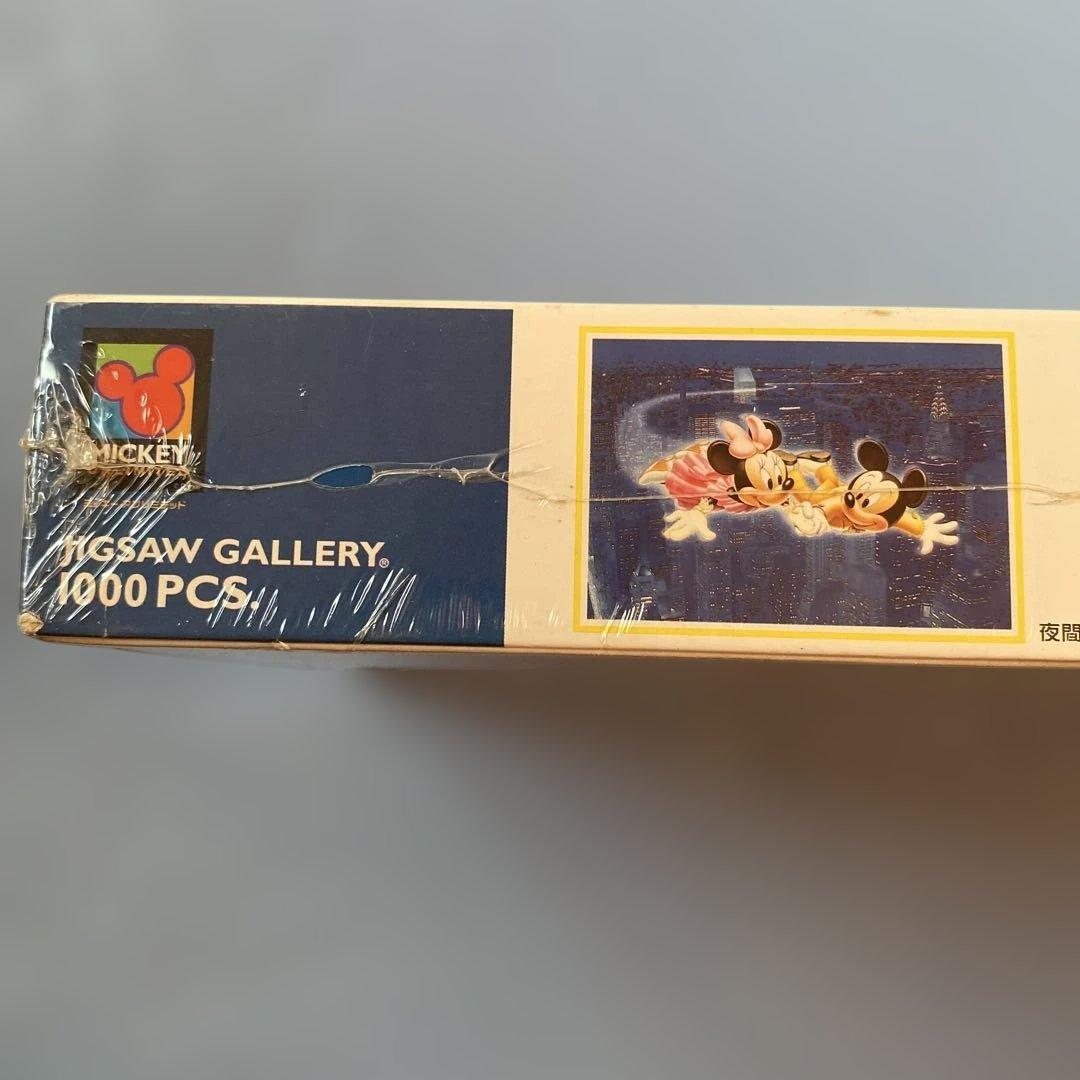 MICKEY
JIGSAW GALLERY®
1000 PCS.
夜間